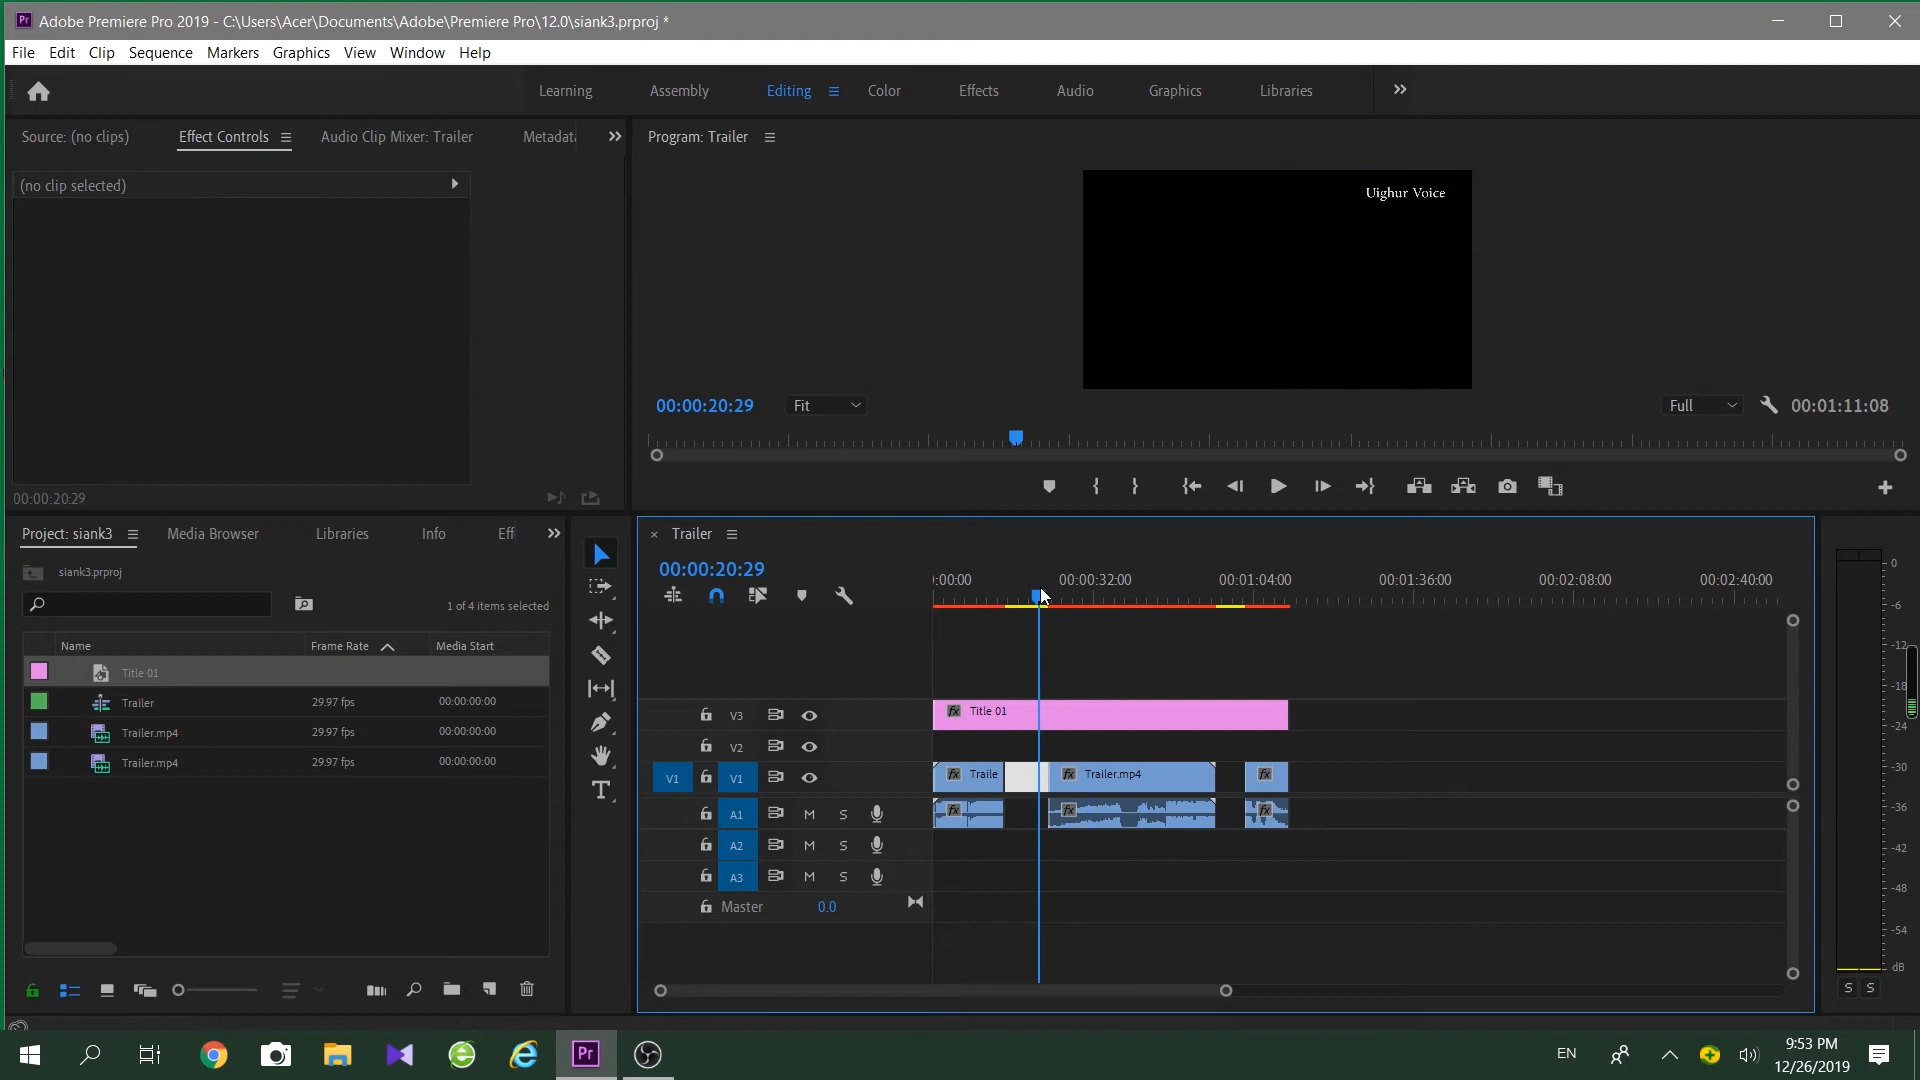 Adobe Premiere Pro 2019 - C:\Users\Acer\Documents\Adobe\Premiere Pro\12.0\siank3.prproj *
File Edit Clip Sequence Markers Graphics View Window Help
Learning Assembly Editing Color Effects Audio Graphics Libraries
Source: (no clips) Effect Controls Audio Clip Mixer: Trailer Metadata
Program: Trailer
(no clip selected)
Uighur Voice
00:00:20:29 Fit Full 00:01:11:08
00:00:20:29
Project: siank3 Media Browser Libraries Info Eff
siank3.prproj
1 of 4 items selected
Name Frame Rate Media Start
Title 01
Trailer 29.97 fps 00:00:00:00
Trailer.mp4 29.97 fps 00:00:00:00
Trailer.mp4 29.97 fps 00:00:00:00
Trailer
00:00:20:29
:00:00 00:00:32:00 00:01:04:00 00:01:36:00 00:02:08:00 00:02:40:00
V3 fx Title 01
V2
V1 V1 fx Traile fx Trailer.mp4 fx
A1 M S fx fx fx
A2 M S
A3 M S
Master 0.0
0
-6
-12
-18
-24
-30
-36
-42
-48
-54
dB
S S
Pr
EN
9:53 PM
12/26/2019